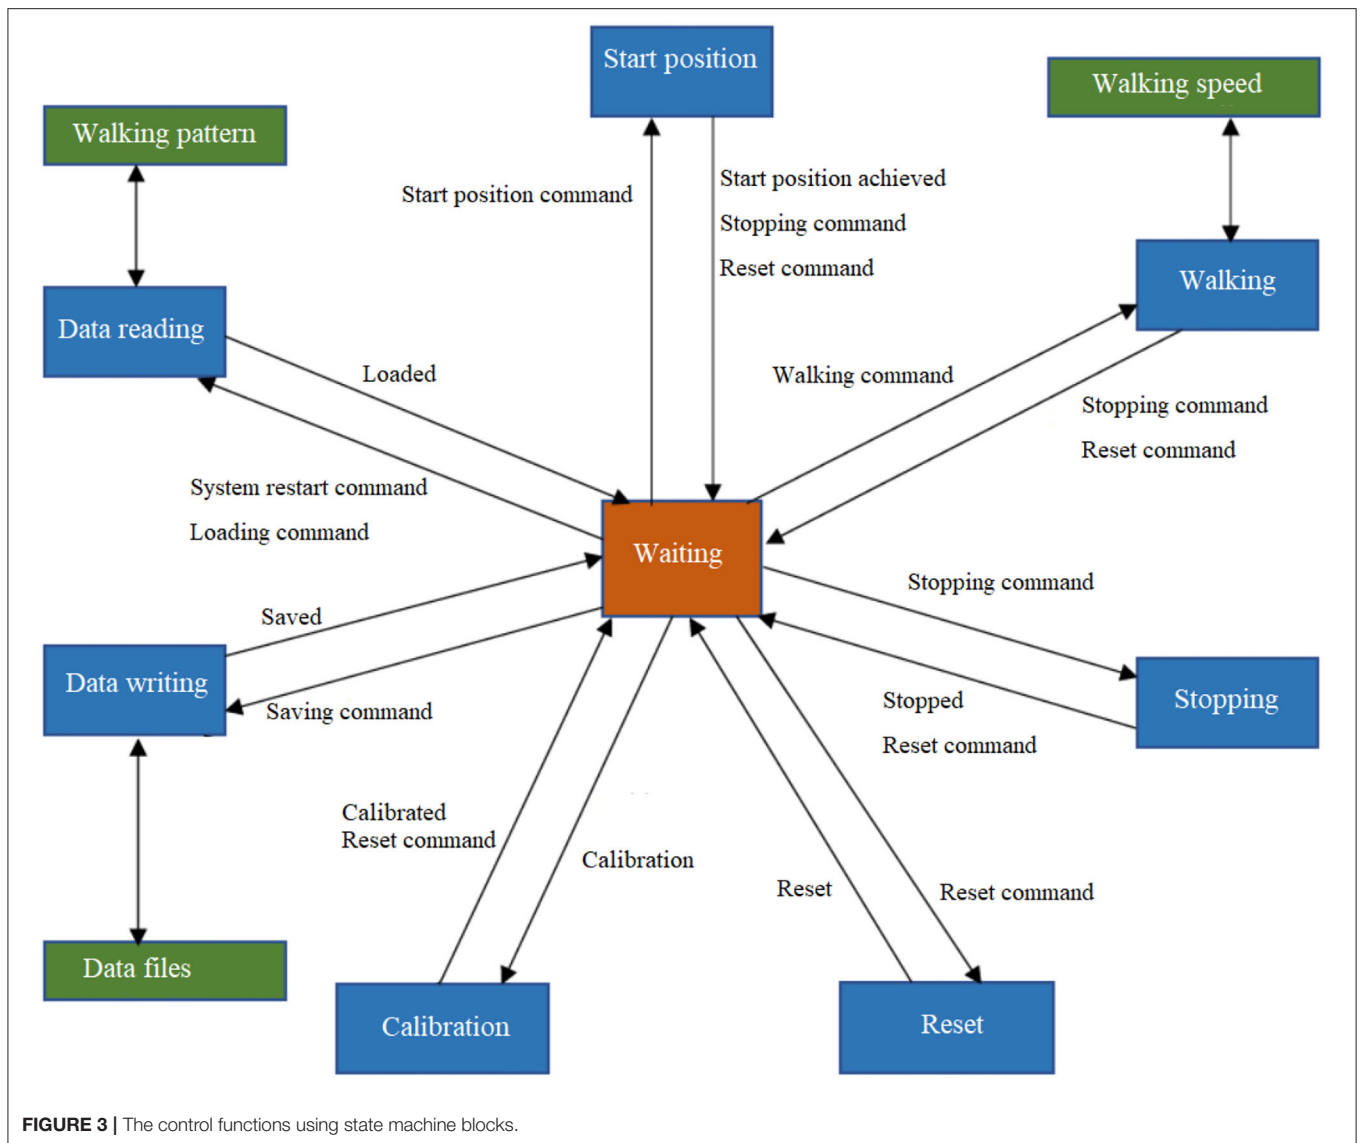 Start position
Walking speed
Walking pattern
Start position command
Start position achieved
Stopping command
Reset command
Walking
Data reading
Loaded
Walking command
Stopping command
Reset command
System restart command
Loading command
Waiting
Stopping command
Saved
Data writing
Saving command
Stopped
Reset command
Stopping
Calibrated
Reset command
Calibration
Reset
Reset command
Data files
Calibration
Reset
FIGURE 3 | The control functions using state machine blocks.